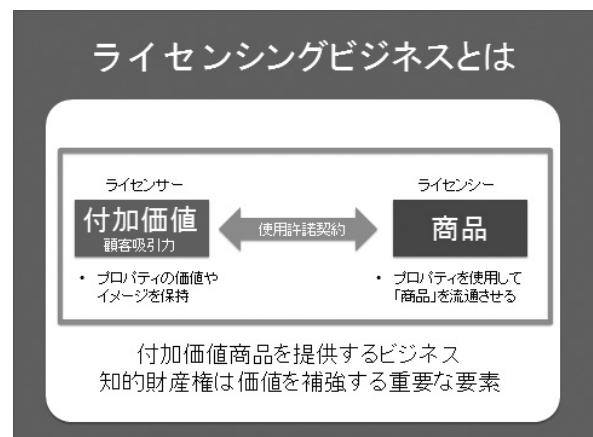 ライセンシングビジネスとは
ライセンサー
付加価値
顧客吸引力
• プロパティの価値や
イメージを保持
使用許諾契約
ライセンシー
商品
• プロパティを使用して
「商品」を流通させる
付加価値商品を提供するビジネス
知的財産権は価値を補強する重要な要素